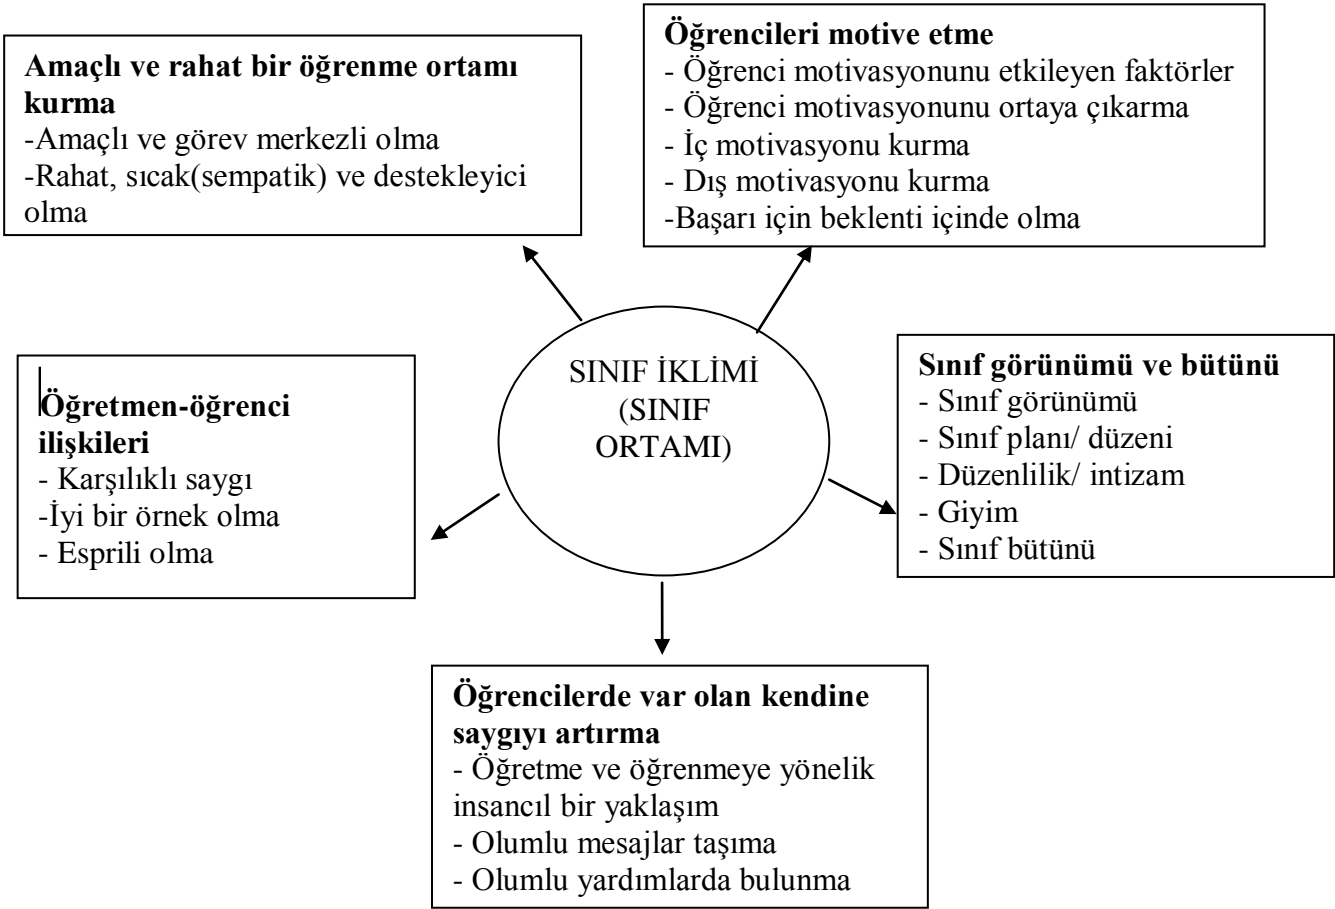 Amaçlı ve rahat bir öğrenme ortamı
kurma
-Amaçlı ve görev merkezli olma
-Rahat, sıcak(sempatik) ve destekleyici
olma
Öğrencileri motive etme
- Öğrenci motivasyonunu etkileyen faktörler
- Öğrenci motivasyonunu ortaya çıkarma
- İç motivasyonu kurma
- Dış motivasyonu kurma
-Başarı için beklenti içinde olma
SINIF İKLİMİ
(SINIF
ORTAMI)
Öğretmen-öğrenci
ilişkileri
- Karşılıklı saygı
-İyi bir örnek olma
- Esprili olma
Sınıf görünümü ve bütünü
- Sınıf görünümü
- Sınıf planı/ düzeni
- Düzenlilik/ intizam
- Giyim
- Sınıf bütünü
Öğrencilerde var olan kendine
saygıyı artırma
- Öğretme ve öğrenmeye yönelik
insancıl bir yaklaşım
- Olumlu mesajlar taşıma
- Olumlu yardımlarda bulunma